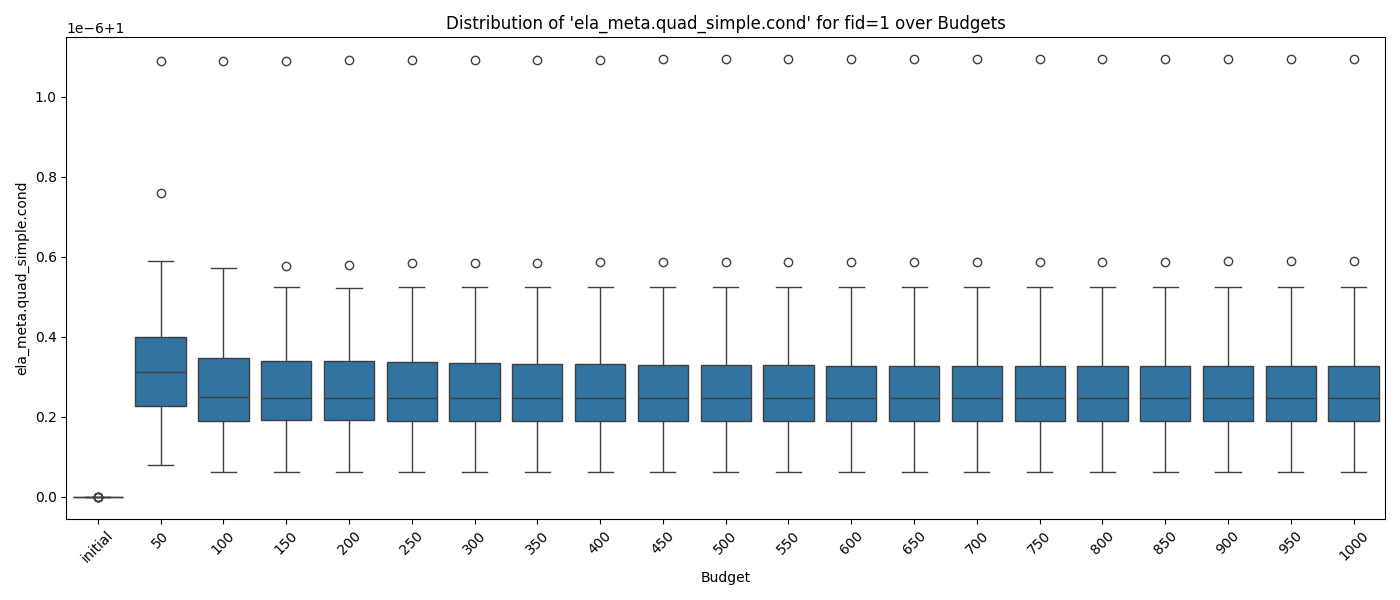 Distribution of 'ela_meta.quad_simple.cond' for fid=1 over Budgets
1e−6+1
1.0
0.8
0.6
0.4
0.2
0.0
ela_meta.quad_simple.cond
initial 50 100 150 200 250 300 350 400 450 500 550 600 650 700 750 800 850 900 950 1000
Budget